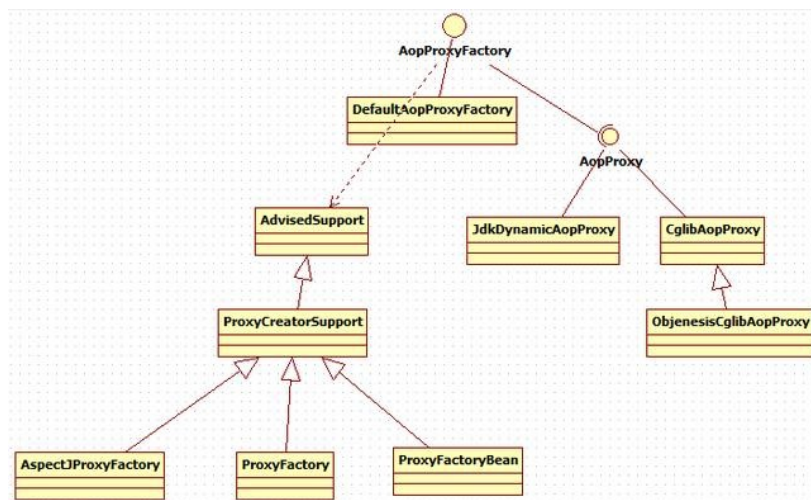 AopProxyFactory
DefaultAopProxyFactory
AopProxy
AdvisedSupport
JdkDynamicAopProxy
CglibAopProxy
ProxyCreatorSupport
ObjenesisCglibAopProxy
AspectJProxyFactory
ProxyFactory
ProxyFactoryBean